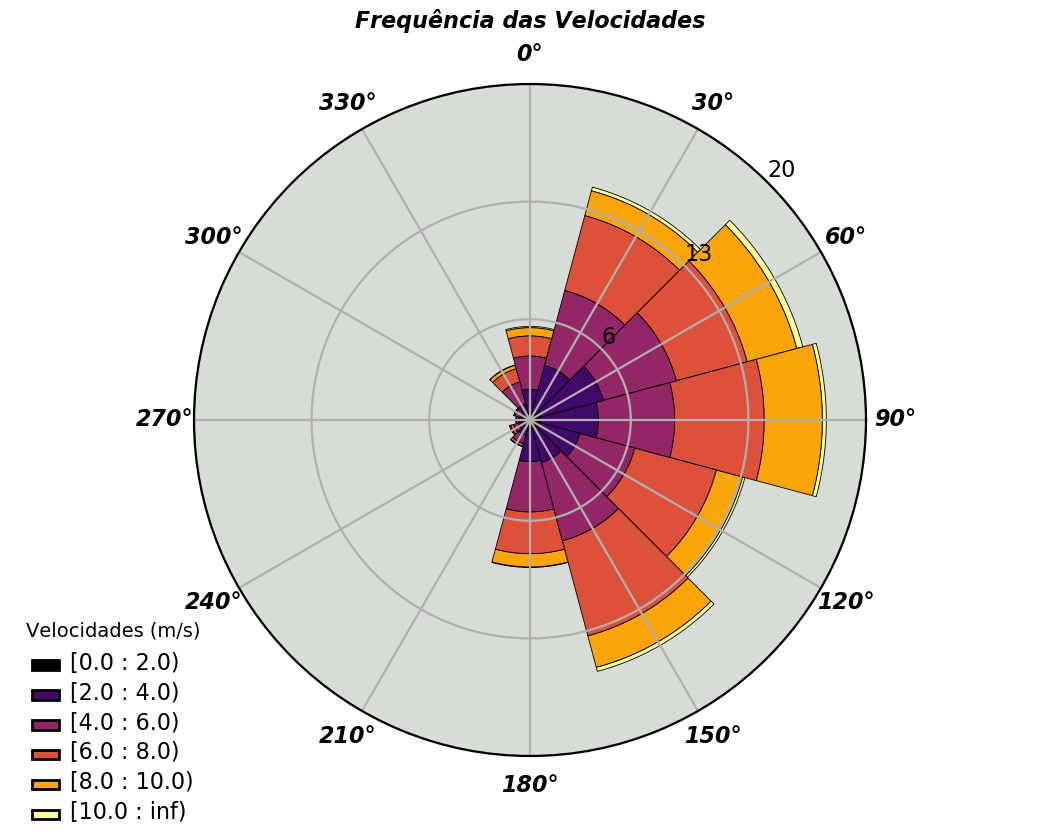 Frequência das Velocidades
0°
330°
30°
20
300°
60°
13
6
270°
90°
240°
120°
210°
150°
180°
Velocidades (m/s)
[0.0 : 2.0)
[2.0 : 4.0)
[4.0 : 6.0)
[6.0 : 8.0)
[8.0 : 10.0)
[10.0 : inf)